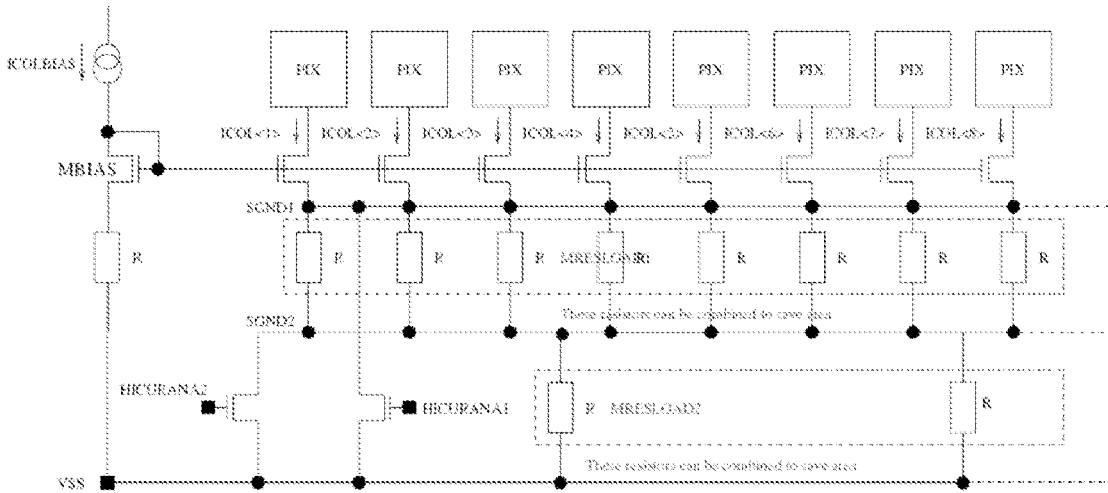 ICOLBIAS
PIX PIX PIX PIX PIX PIX PIX PIX
ICOL<1> ICOL<2> ICOL<3> ICOL<4> ICOL<5> ICOL<6> ICOL<7> ICOL<8>
MBIAS
SGND1
R R R R MRESLOAD1 R R R R R
These resistors can be combined to save area
SGND2
HICURANA2
HICURANA1
R MRESLOAD2 R
These resistors can be combined to save area
VSS